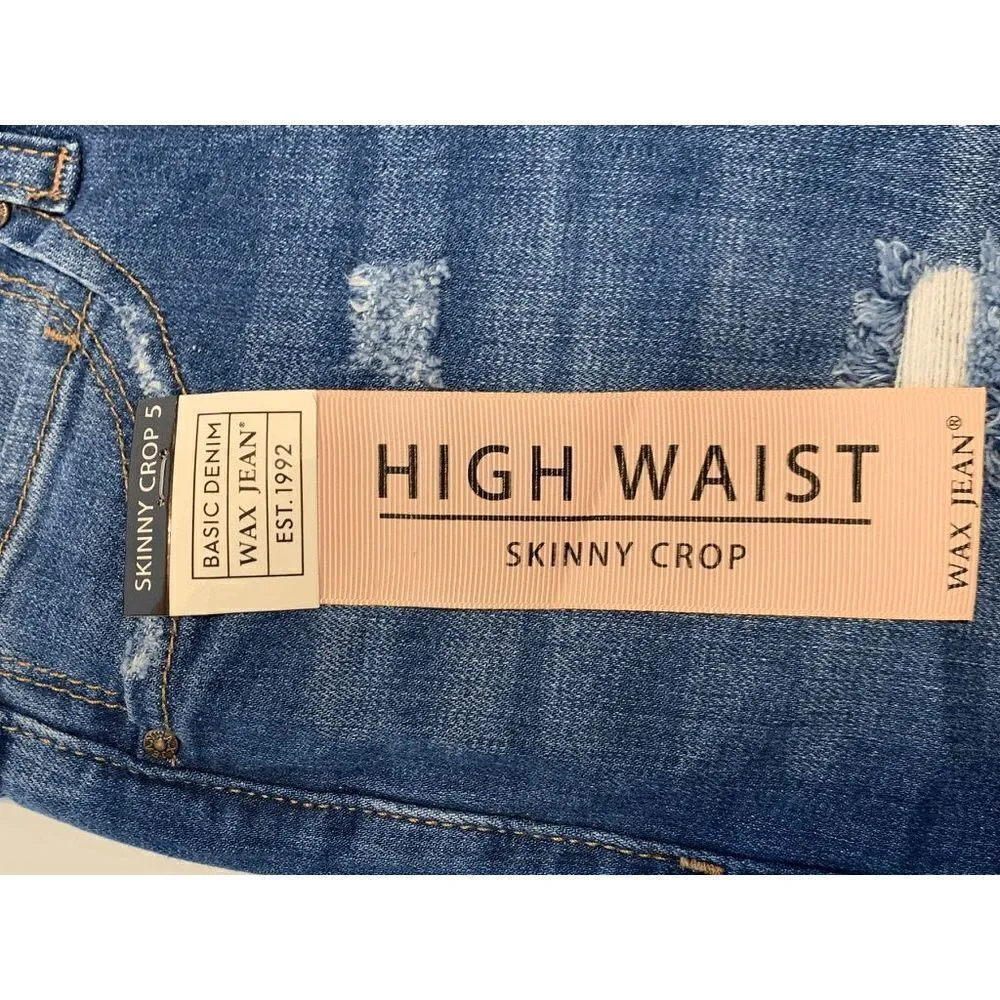 SKINNY CROP 5
BASIC DENIM
WAX JEAN®
EST.1992
HIGH WAIST
SKINNY CROP
WAX JEAN®